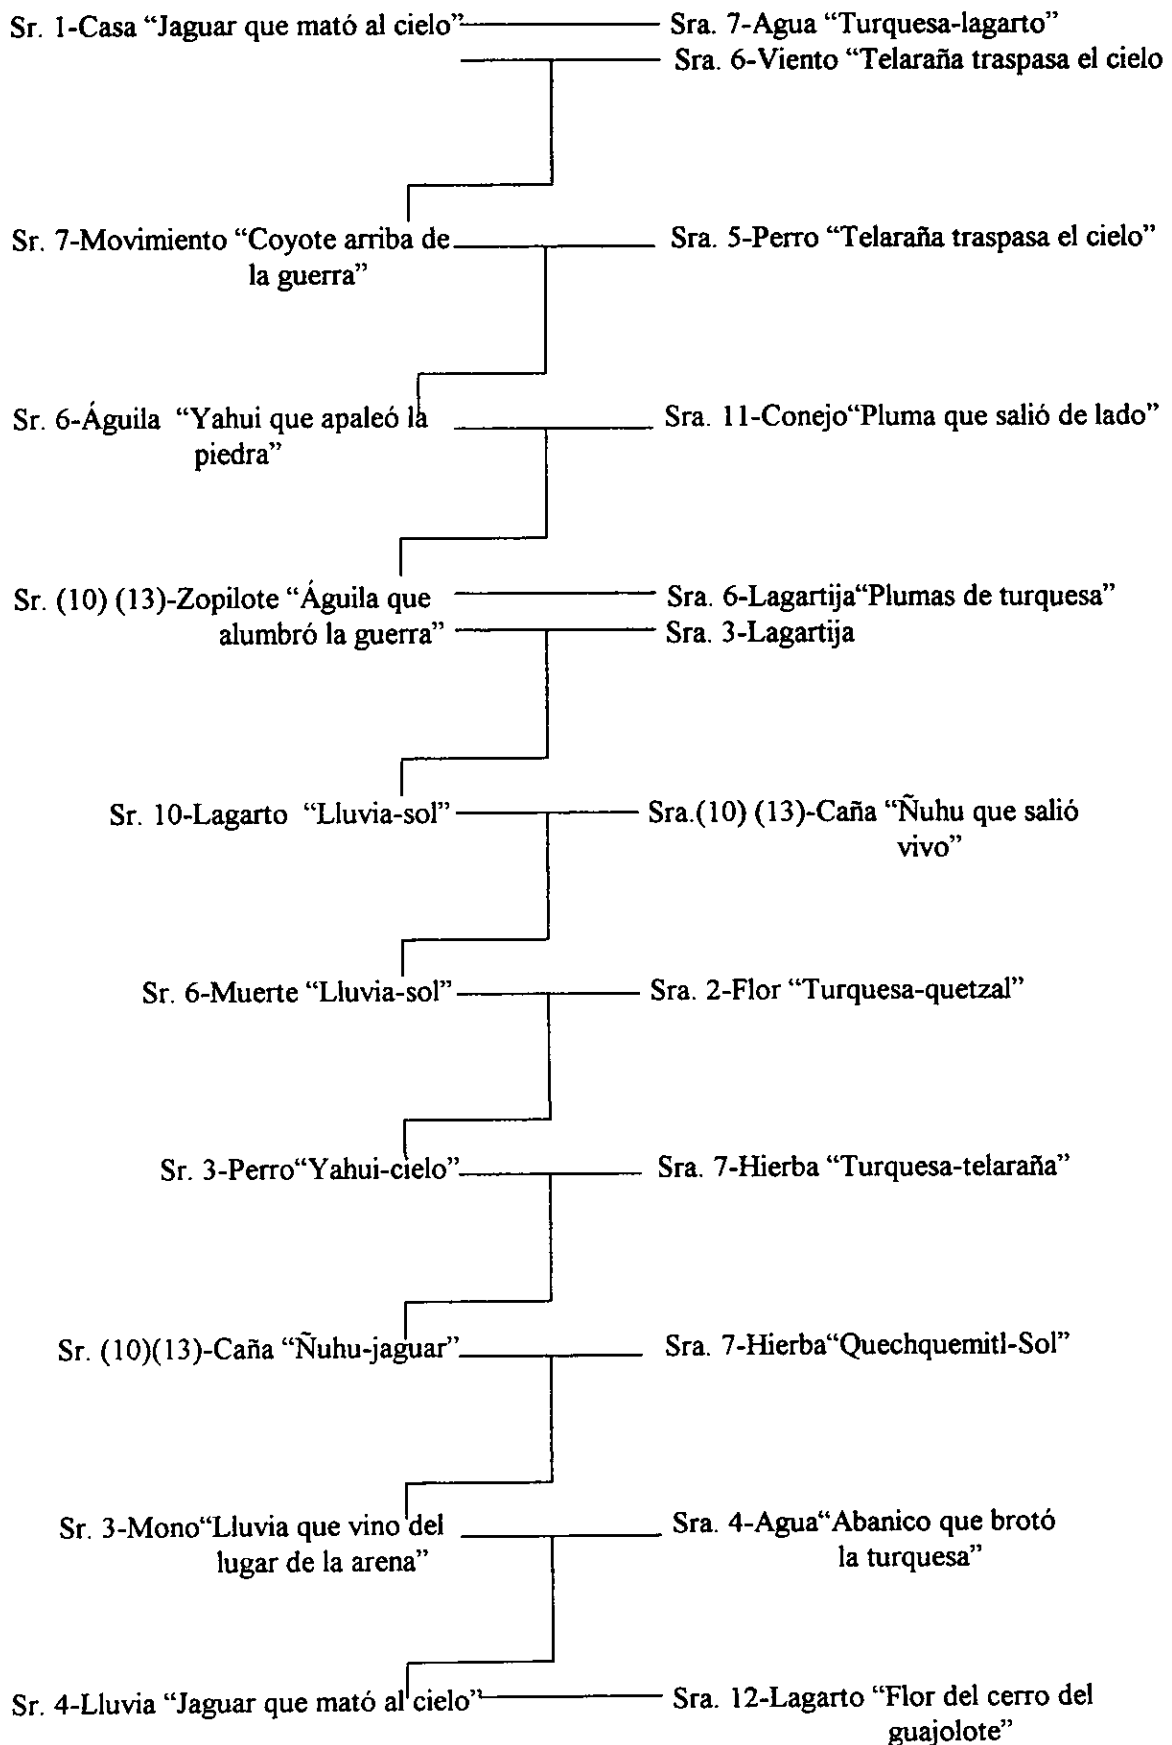 Sr. 1-Casa “Jaguar que mató al cielo” Sra. 7-Agua “Turquesa-lagarto”
Sra. 6-Viento “Telaraña traspasa el cielo
Sr. 7-Movimiento “Coyote arriba de Sra. 5-Perro “Telaraña traspasa el cielo”
la guerra”
Sr. 6-Águila “Yahui que apaleó la Sra. 11-Conejo“Pluma que salió de lado”
piedra”
Sr. (10) (13)-Zopilote “Águila que Sra. 6-Lagartija“Plumas de turquesa”
alumbró la guerra” Sra. 3-Lagartija
Sr. 10-Lagarto “Lluvia-sol” Sra.(10) (13)-Caña “Ñuhu que salió
vivo”
Sr. 6-Muerte “Lluvia-sol” Sra. 2-Flor “Turquesa-quetzal”
Sr. 3-Perro“Yahui-cielo” Sra. 7-Hierba “Turquesa-telaraña”
Sr. (10)(13)-Caña “Ñuhu-jaguar” Sra. 7-Hierba“Quechquemitl-Sol”
Sr. 3-Mono“Lluvia que vino del Sra. 4-Agua“Abanico que brotó
lugar de la arena” la turquesa”
Sr. 4-Lluvia “Jaguar que mató al cielo” Sra. 12-Lagarto “Flor del cerro del
guajolote”